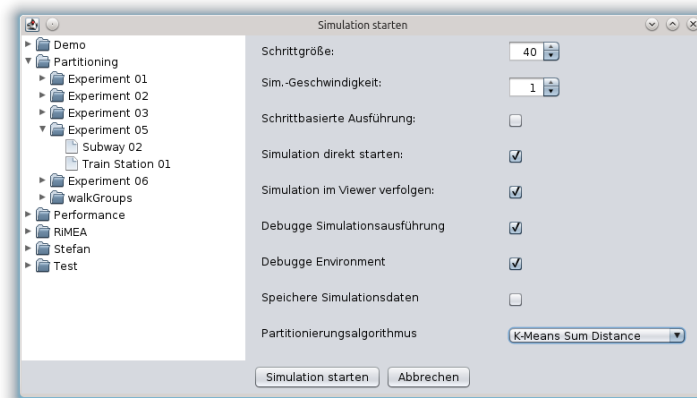 Simulation starten
Demo
Partitioning
Experiment 01
Experiment 02
Experiment 03
Experiment 05
Subway 02
Train Station 01
Experiment 06
walkGroups
Performance
RiMEA
Stefan
Test
Schrittgröße: 40
Sim.-Geschwindigkeit: 1
Schrittbasierte Ausführung:
Simulation direkt starten:
Simulation im Viewer verfolgen:
Debugge Simulationsausführung
Debugge Environment
Speichere Simulationsdaten
Partitionierungsalgorithmus K-Means Sum Distance
Simulation starten Abbrechen